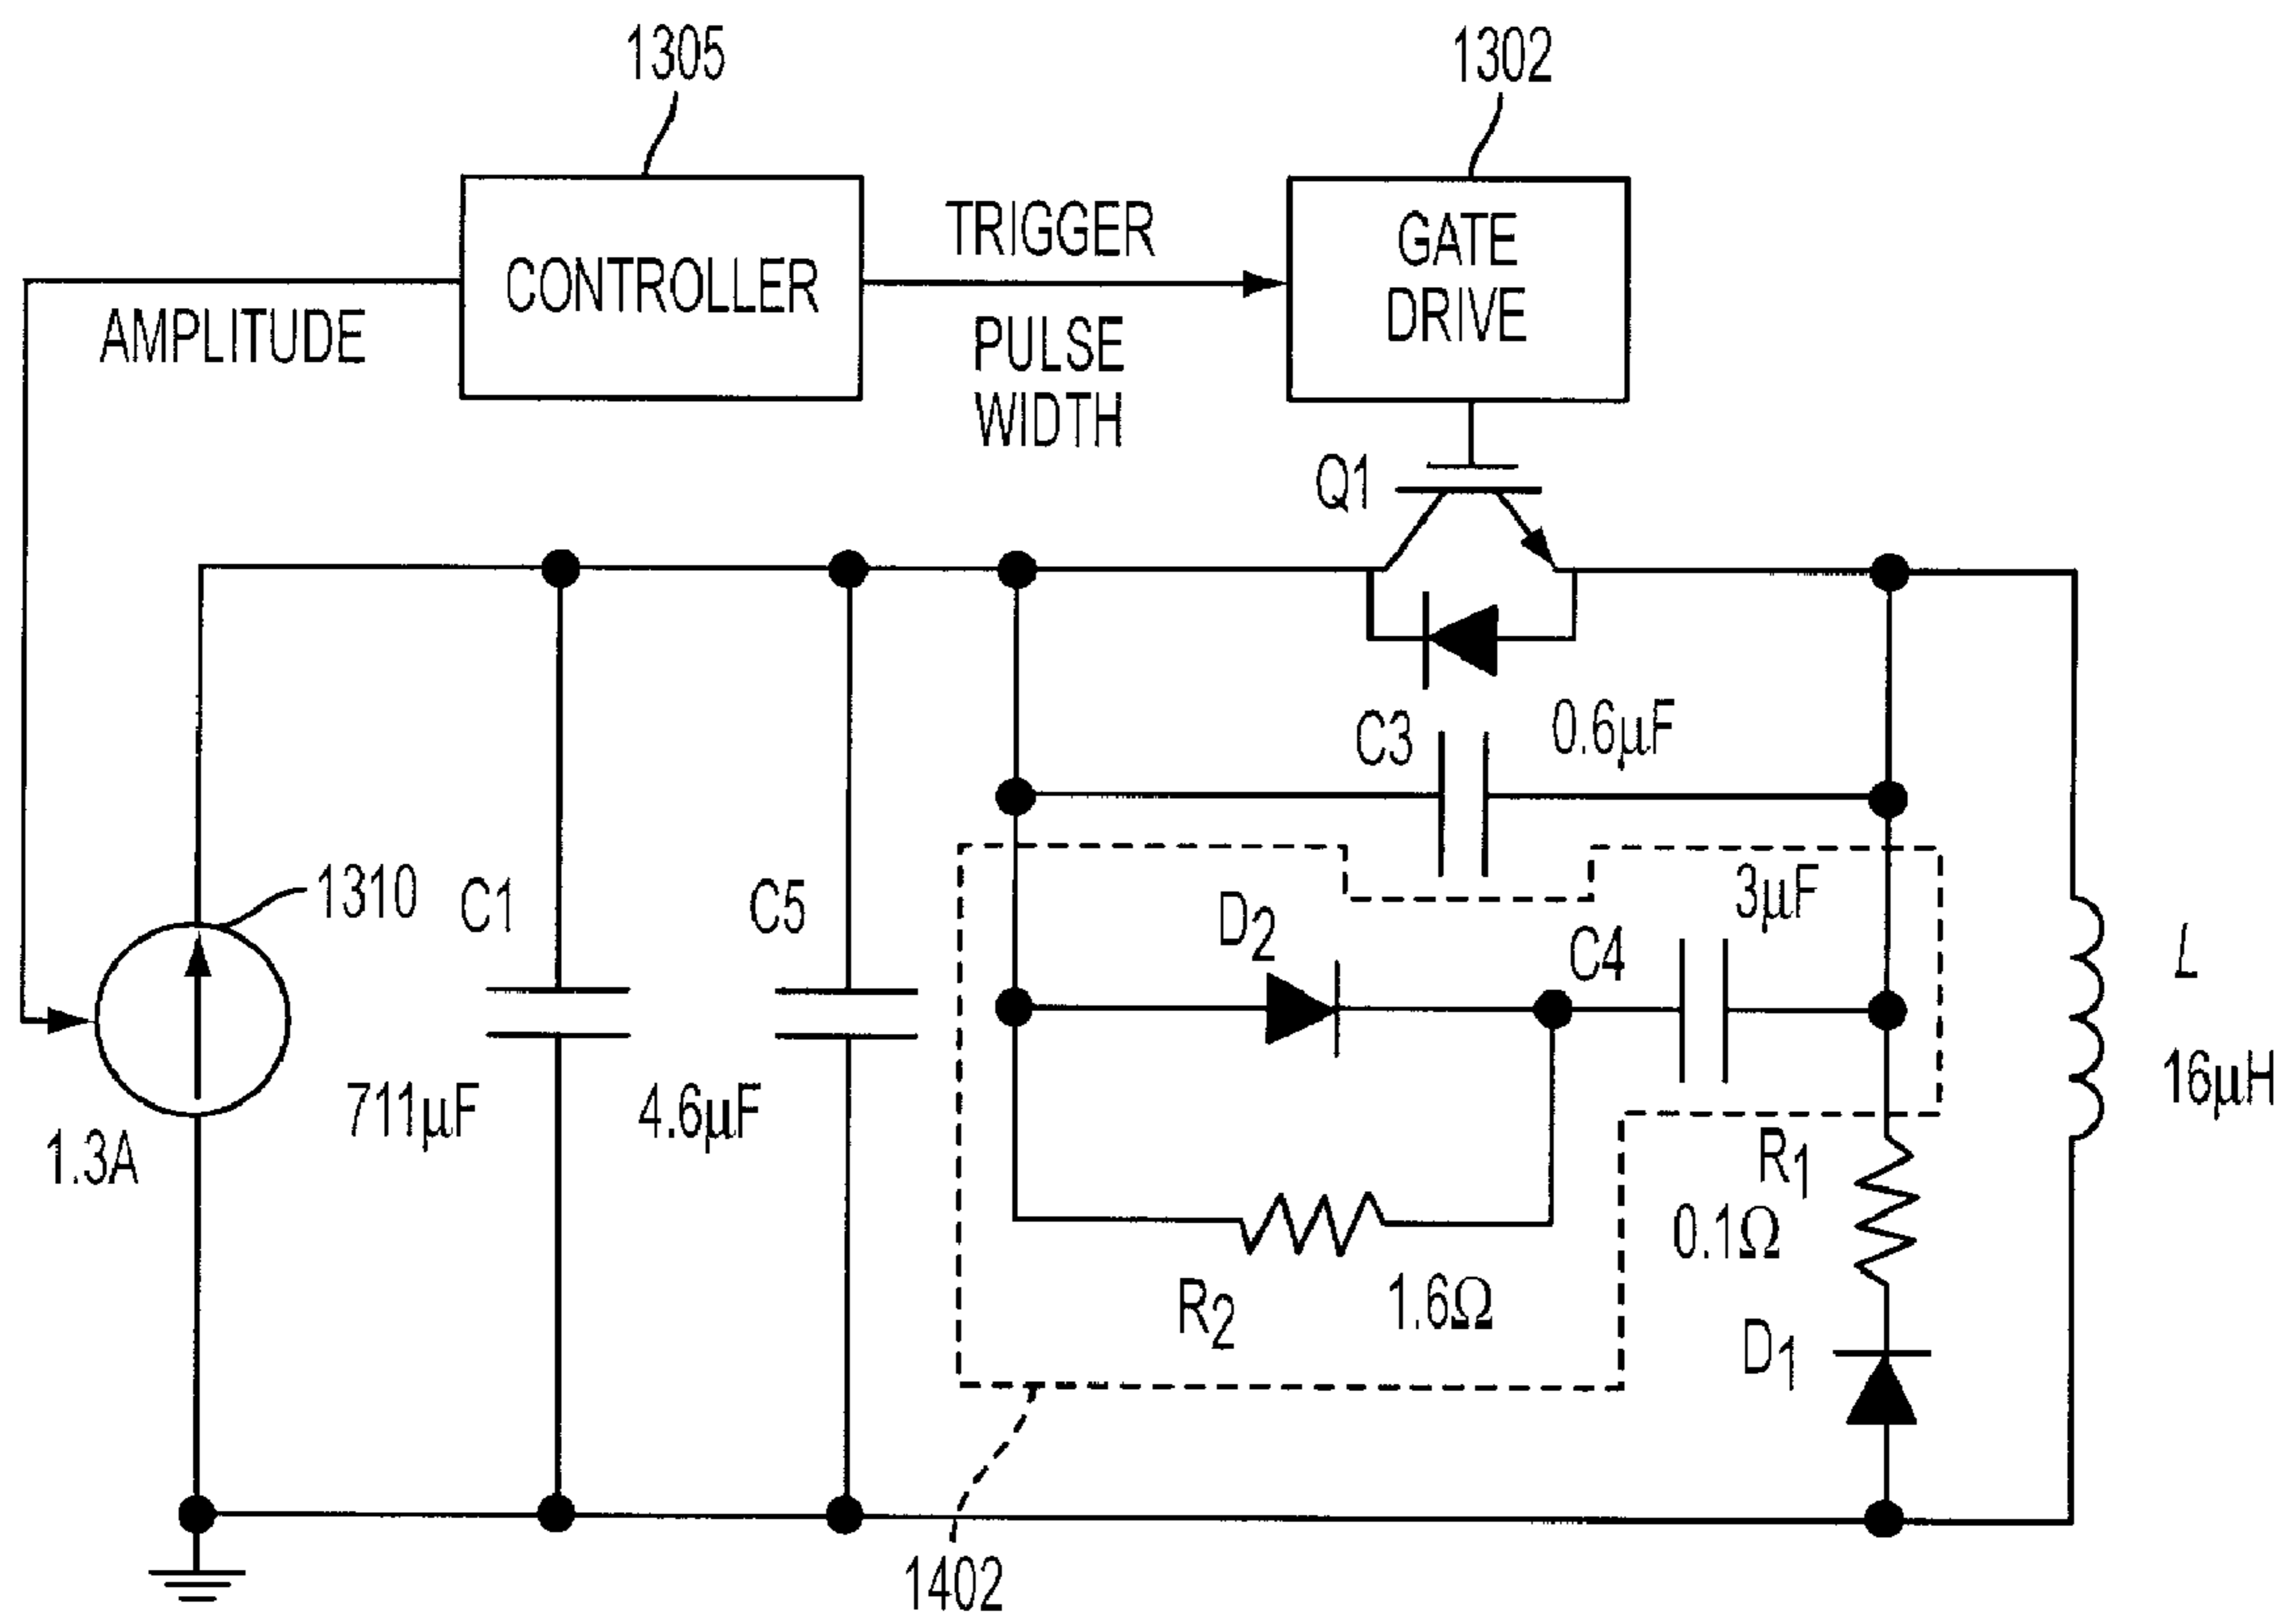 1305
1302
CONTROLLER
TRIGGER
PULSE
WIDTH
GATE
DRIVE
AMPLITUDE
Q1
C3
0.6µF
1310
C1
C5
D2
3µF
C4
L
16µH
711µF
4.6µF
1.3A
R1
0.1Ω
R2
1.6Ω
D1
1402